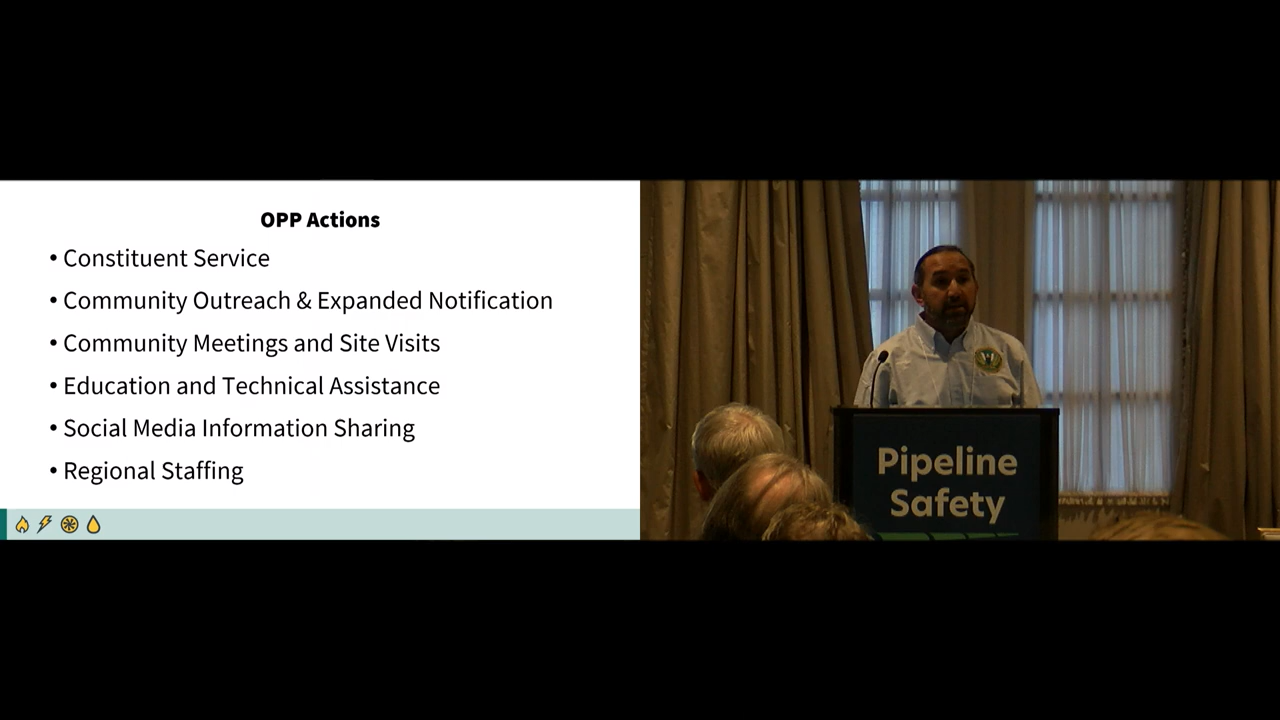 OPP Actions
• Constituent Service
• Community Outreach & Expanded Notification
• Community Meetings and Site Visits
• Education and Technical Assistance
• Social Media Information Sharing
• Regional Staffing
Pipeline
Safety